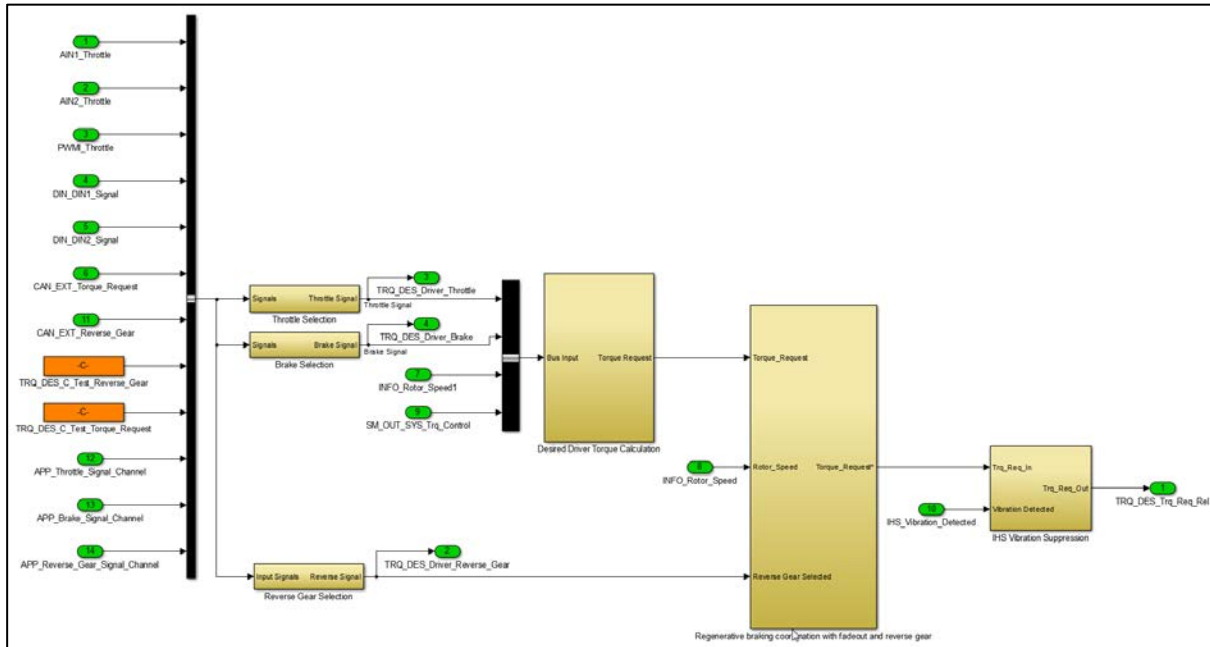 1
AIN1_Throttle
2
AIN2_Throttle
3
PWMI_Throttle
4
DIN_DIN1_Signal
5
DIN_DIN2_Signal
6
CAN_EXT_Torque_Request
11
CAN_EXT_Reverse_Gear
-C-
TRQ_DES_C_Test_Reverse_Gear
-C-
TRQ_DES_C_Test_Torque_Request
12
APP_Throttle_Signal_Channel
13
APP_Brake_Signal_Channel
14
APP_Reverse_Gear_Signal_Channel
Signals Throttle Signal
Throttle Selection
3
TRQ_DES_Driver_Throttle
Throttle Signal
Signals Brake Signal
Brake Selection
4
TRQ_DES_Driver_Brake
Brake Signal
7
INFO_Rotor_Speed1
9
SM_OUT_SYS_Trq_Control
Input Signals Reverse Signal
Reverse Gear Selection
2
TRQ_DES_Driver_Reverse_Gear
Bus Input Torque Request
Desired Driver Torque Calculation
8
INFO_Rotor_Speed
Torque_Request
Rotor_Speed Torque_Request*
Reverse Gear Selected
Regenerative braking coordination with fadeout and reverse gear
10
IHS_Vibration_Detected
Trq_Req_In
Trq_Req_Out
Vibration Detected
IHS Vibration Suppression
1
TRQ_DES_Trq_Req_Rel